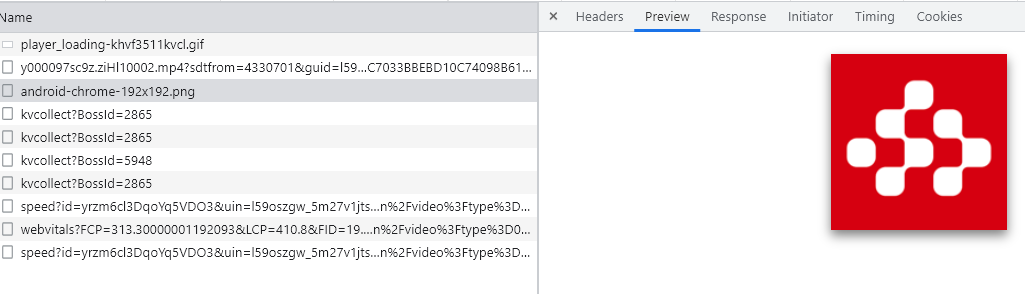 Name
× Headers Preview Response Initiator Timing Cookies
player_loading-khvf3511kvcl.gif
y000097sc9z.ziHl10002.mp4?sdtfrom=4330701&guid=l59...C7033BBEBD10C74098B61...
android-chrome-192x192.png
kvcollect?BossId=2865
kvcollect?BossId=2865
kvcollect?BossId=5948
kvcollect?BossId=2865
speed?id=yrzm6cl3DqoYq5VDO3&uin=l59oszgw_5m27v1jts...n%2Fvideo%3Ftype%3D...
webvitals?FCP=313.30000001192093&LCP=410.8&FID=19....n%2Fvideo%3Ftype%3D0...
speed?id=yrzm6cl3DqoYq5VDO3&uin=l59oszgw_5m27v1jts...n%2Fvideo%3Ftype%3D...